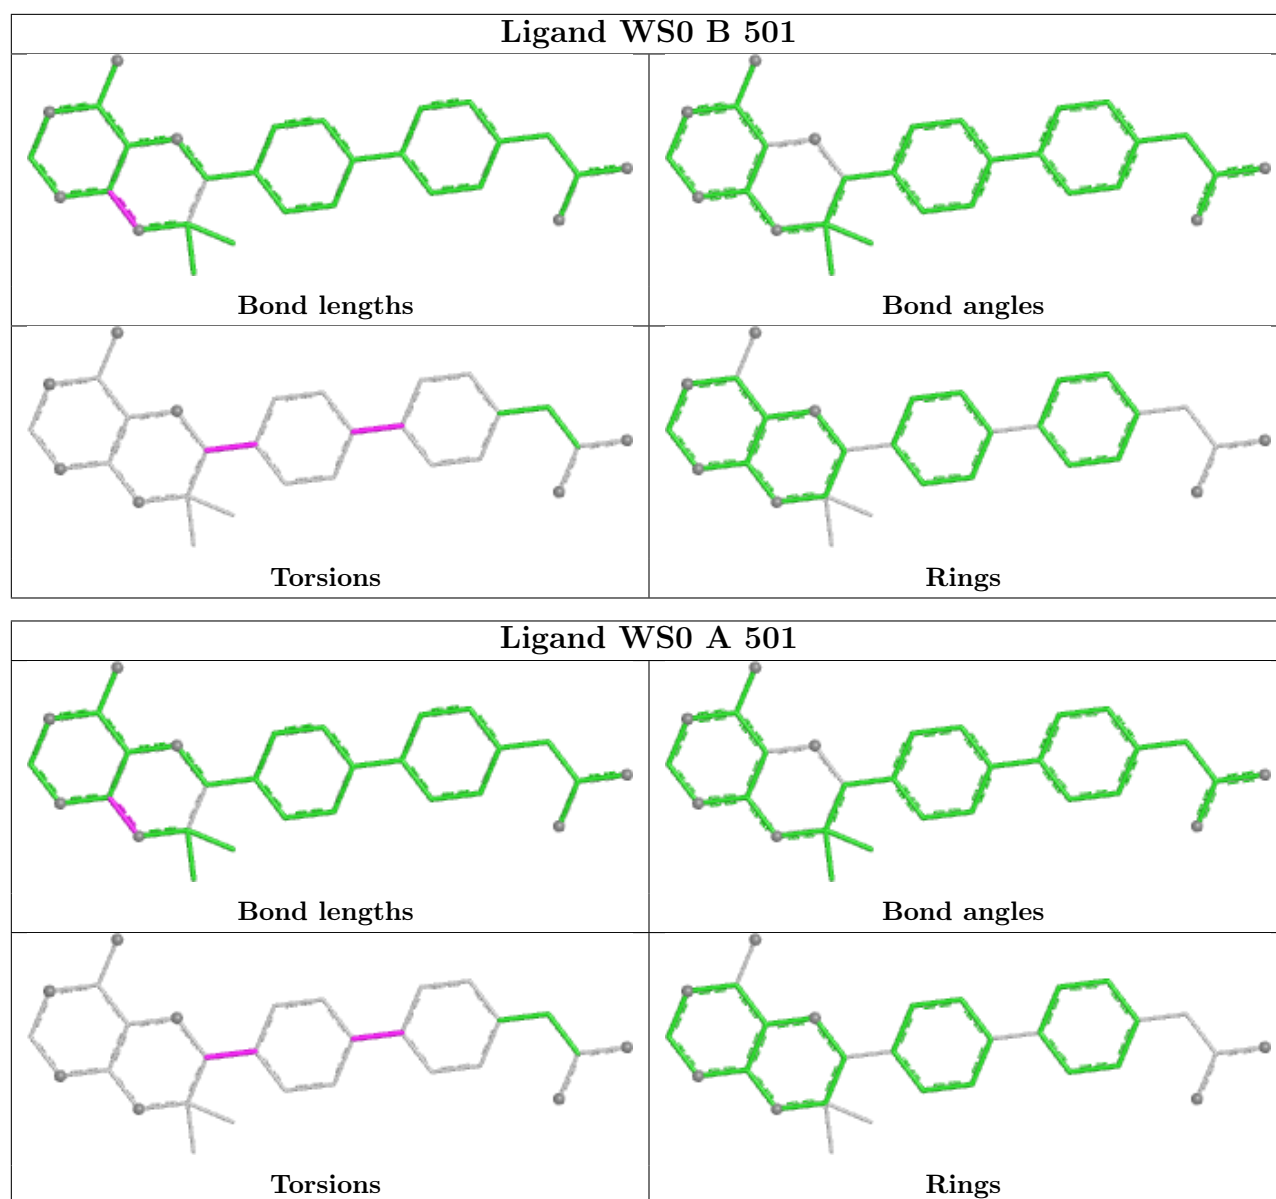 Ligand WS0 B 501
Bond lengths
Bond angles
Torsions
Rings
Ligand WS0 A 501
Bond lengths
Bond angles
Torsions
Rings